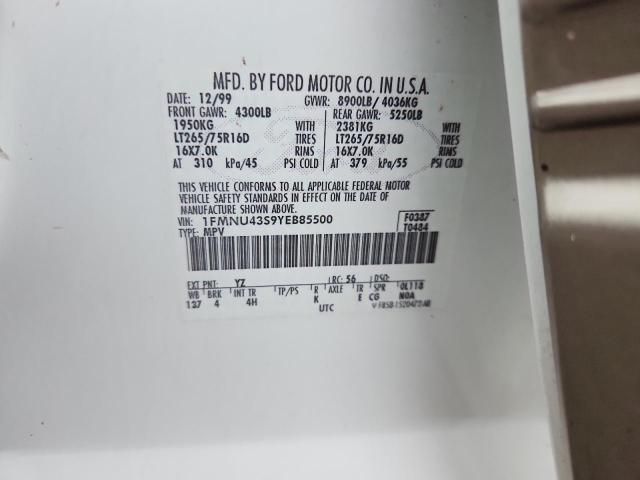 MFD. BY FORD MOTOR CO. IN U.S.A.
DATE: 12/99 GVWR: 8900LB/ 4036KG
FRONT GAWR: 4300LB REAR GAWR: 5250LB
1950KG WITH 2381KG WITH
LT265/75R16D TIRES LT265/75R16D TIRES
16X7.0K RIMS 16X7.0K RIMS
AT 310 kPa/45 PSI COLD AT 379 kPa/55 PSI COLD
THIS VEHICLE CONFORMS TO ALL APPLICABLE FEDERAL MOTOR
VEHICLE SAFETY STANDARDS IN EFFECT ON THE DATE OF
MANUFACTURE SHOWN ABOVE.
VIN: 1FMNU43S9YEB85500 F0387
TYPE: MPV T0484
EXT PNT: YZ RC: 56 DSO:
WB BRK INT TR TP/PS R AXLE TR SPR 0L118
137 4 4H K E CG N0A
UTC